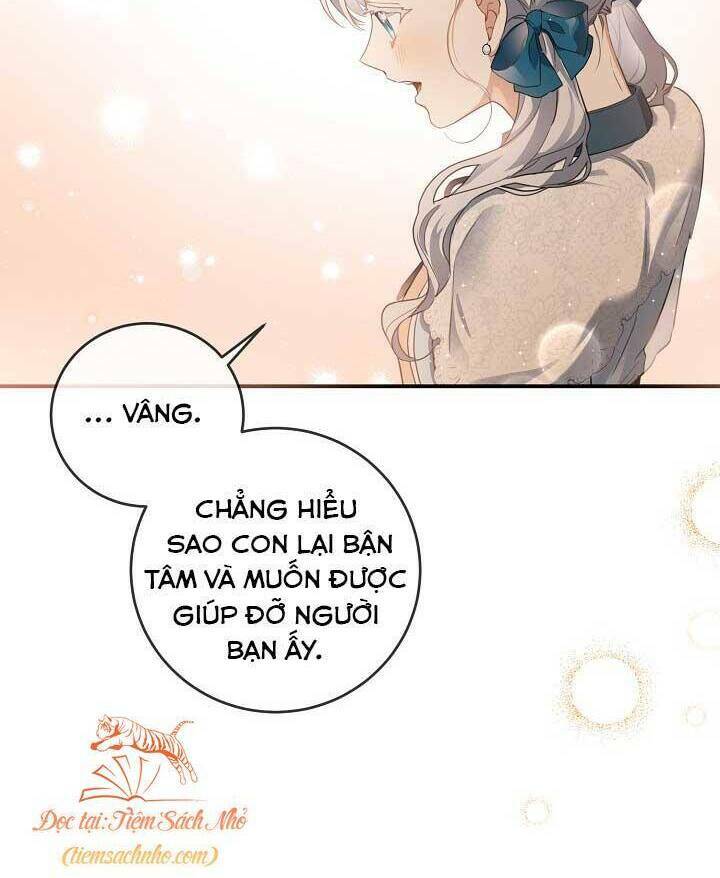 ... VÂNG.
CHẲNG HIỂU
SAO CON LẠI BẬN
TÂM VÀ MUỐN ĐƯỢC
GIÚP ĐỠ NGƯỜI
BẠN ẤY.
Đọc tại: Tiệm Sách Nhỏ
(tiemsachnho.com)